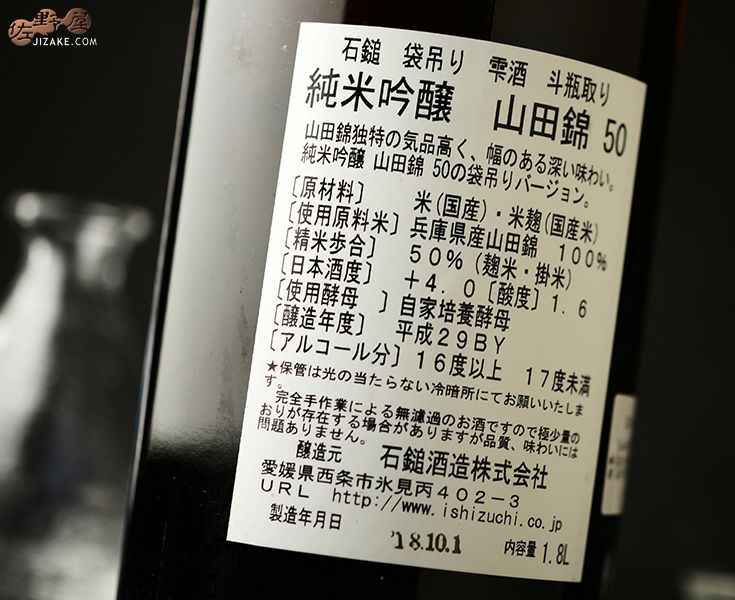 佐野屋
JIZAKE.COM
石鎚 袋吊り 雫酒 斗瓶取り
純米吟醸 山田錦 50
山田錦独特の気品高く、幅のある深い味わい。
純米吟醸 山田錦 50の袋吊りバージョン。
［原材料］ 米(国産)・米麹(国産米)
［使用原料米］兵庫県産山田錦 100%
［精米歩合］ 50%(麹米・掛米)
［日本酒度］ +4.0［酸度］1.6
［使用酵母 ］自家培養酵母
［醸造年度］ 平成29BY
［アルコール分］16度以上 17度未満
★保管は光の当たらない冷暗所にてお願いいたしま
す。
完全手作業による無濾過のお酒ですので極少量の
おりが存在する場合がありますが品質、味わいには
問題ありません。
醸造元 石鎚酒造株式会社
愛媛県西条市氷見丙402-3
URL http://www.ishizuchi.co.jp
製造年月日 '18.10.1 内容量 1.8L